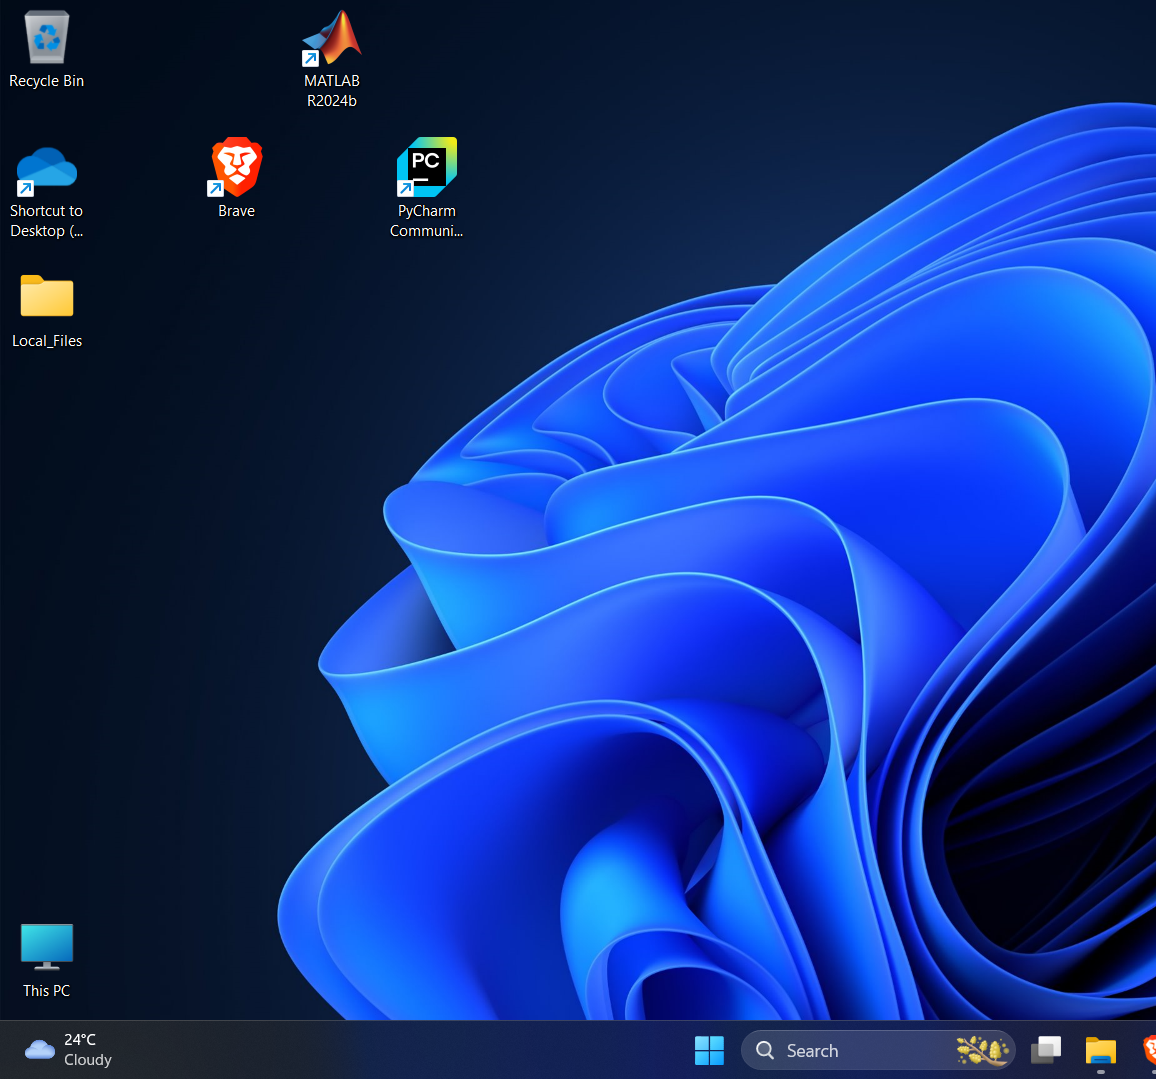 Recycle Bin
MATLAB
R2024b
Shortcut to
Desktop (...
Brave
PC
PyCharm
Communi...
Local_Files
This PC
24°C
Cloudy
Search